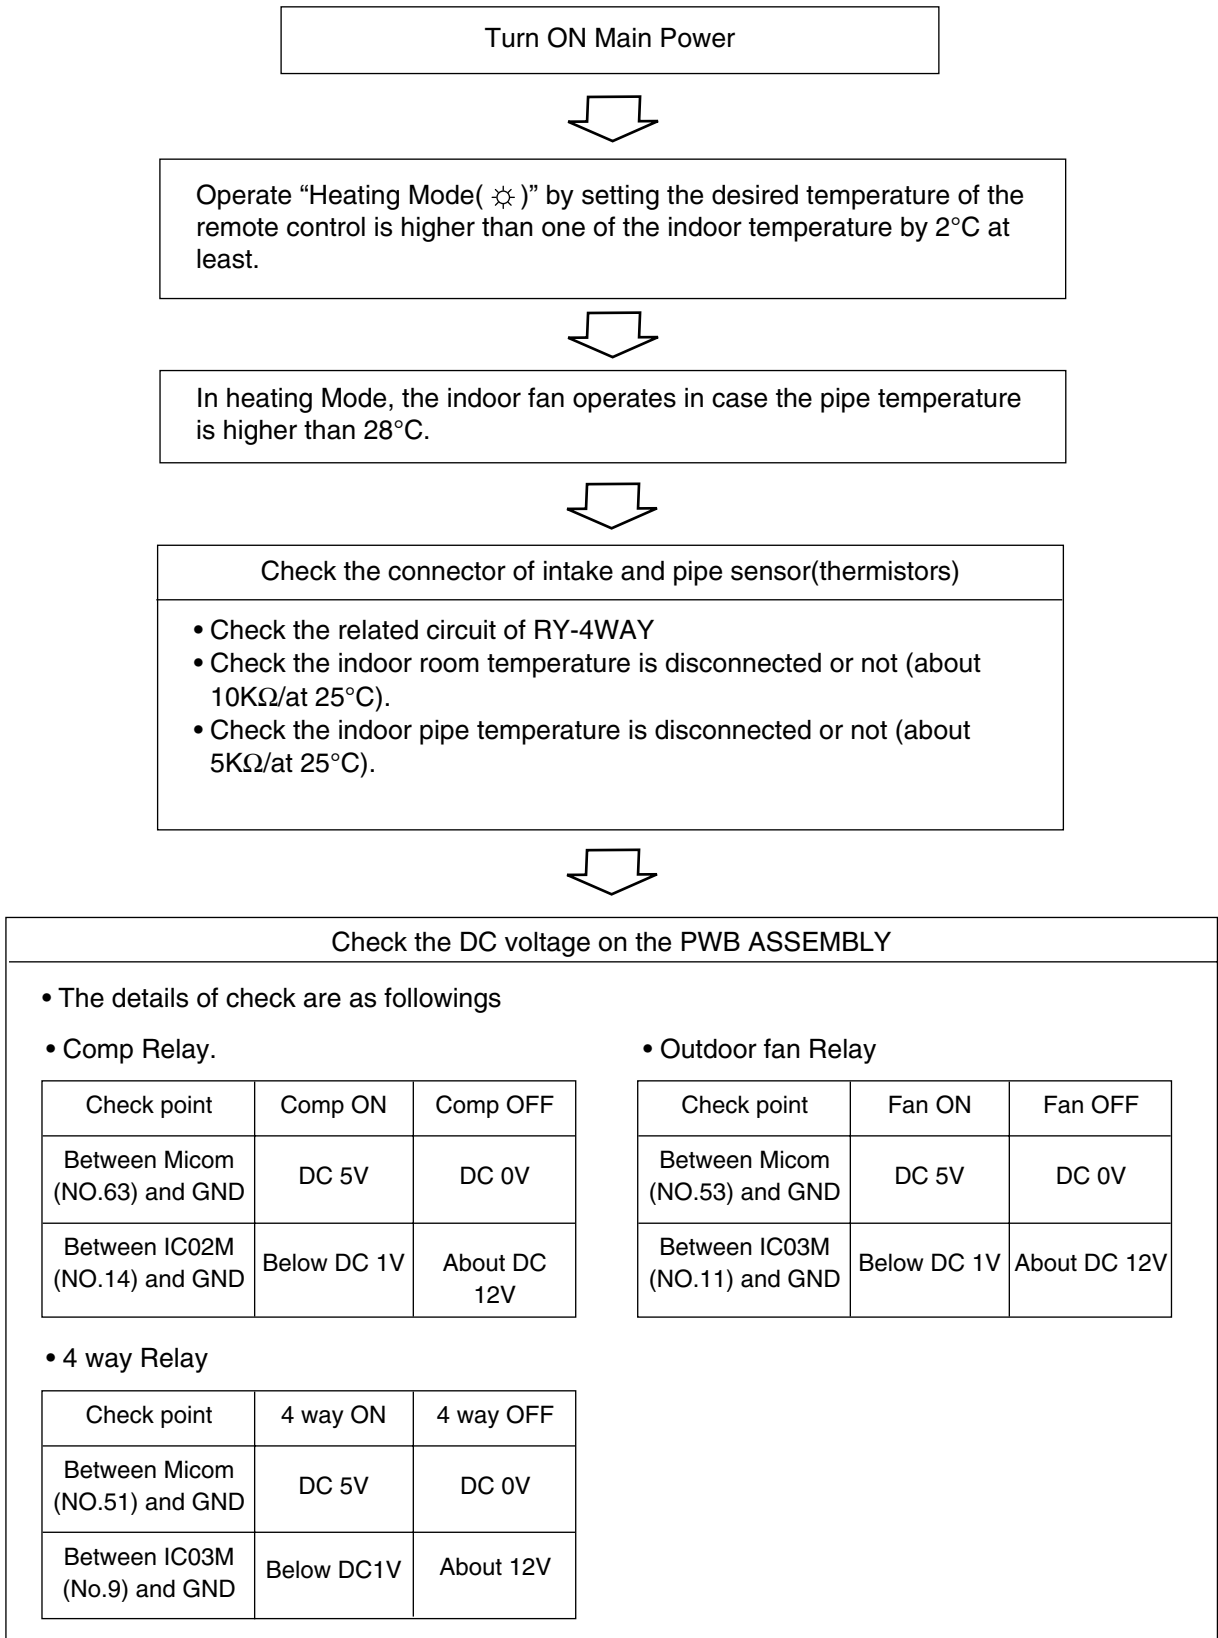 Turn ON Main Power
Operate “Heating Mode( ☼ )” by setting the desired temperature of the
remote control is higher than one of the indoor temperature by 2°C at
least.
In heating Mode, the indoor fan operates in case the pipe temperature
is higher than 28°C.
Check the connector of intake and pipe sensor(thermistors)
• Check the related circuit of RY-4WAY
• Check the indoor room temperature is disconnected or not (about
10KΩ/at 25°C).
• Check the indoor pipe temperature is disconnected or not (about
5KΩ/at 25°C).
Check the DC voltage on the PWB ASSEMBLY
• The details of check are as followings
• Comp Relay.
Check point Comp ON Comp OFF
Between Micom
(NO.63) and GND
DC 5V DC 0V
Between IC02M
(NO.14) and GND
Below DC 1V
About DC
12V
• Outdoor fan Relay
Check point Fan ON Fan OFF
Between Micom
(NO.53) and GND
DC 5V DC 0V
Between IC03M
(NO.11) and GND
Below DC 1V About DC 12V
• 4 way Relay
Check point 4 way ON 4 way OFF
Between Micom
(NO.51) and GND
DC 5V DC 0V
Between IC03M
(No.9) and GND
Below DC1V About 12V